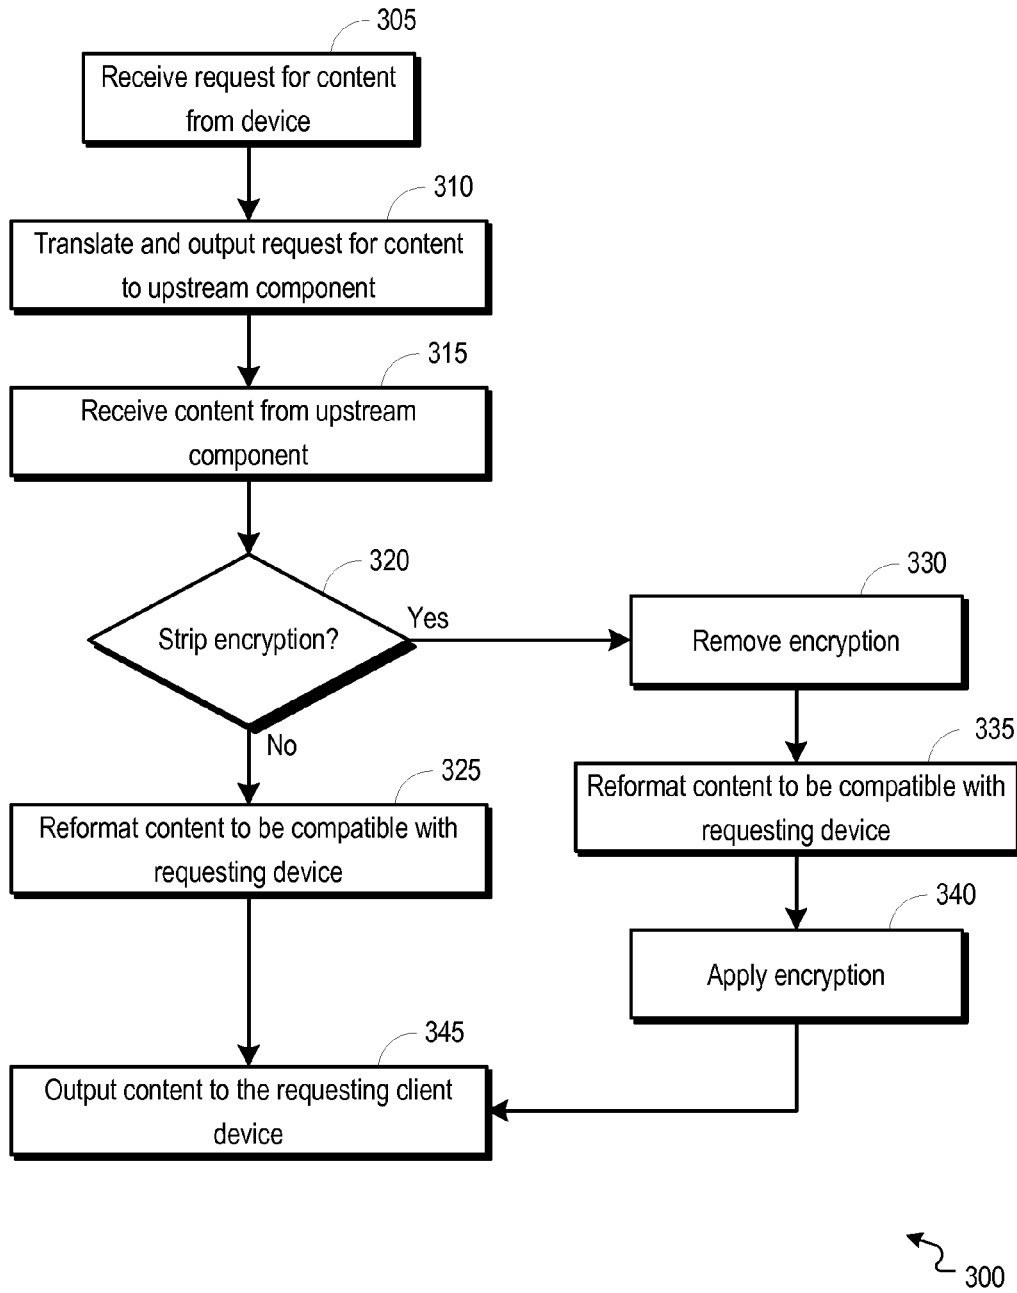 305
Receive request for content
from device
310
Translate and output request for content
to upstream component
315
Receive content from upstream
component
320
Strip encryption?
Yes
No
330
Remove encryption
325
Reformat content to be compatible with
requesting device
335
Reformat content to be compatible with
requesting device
340
Apply encryption
345
Output content to the requesting client
device
300